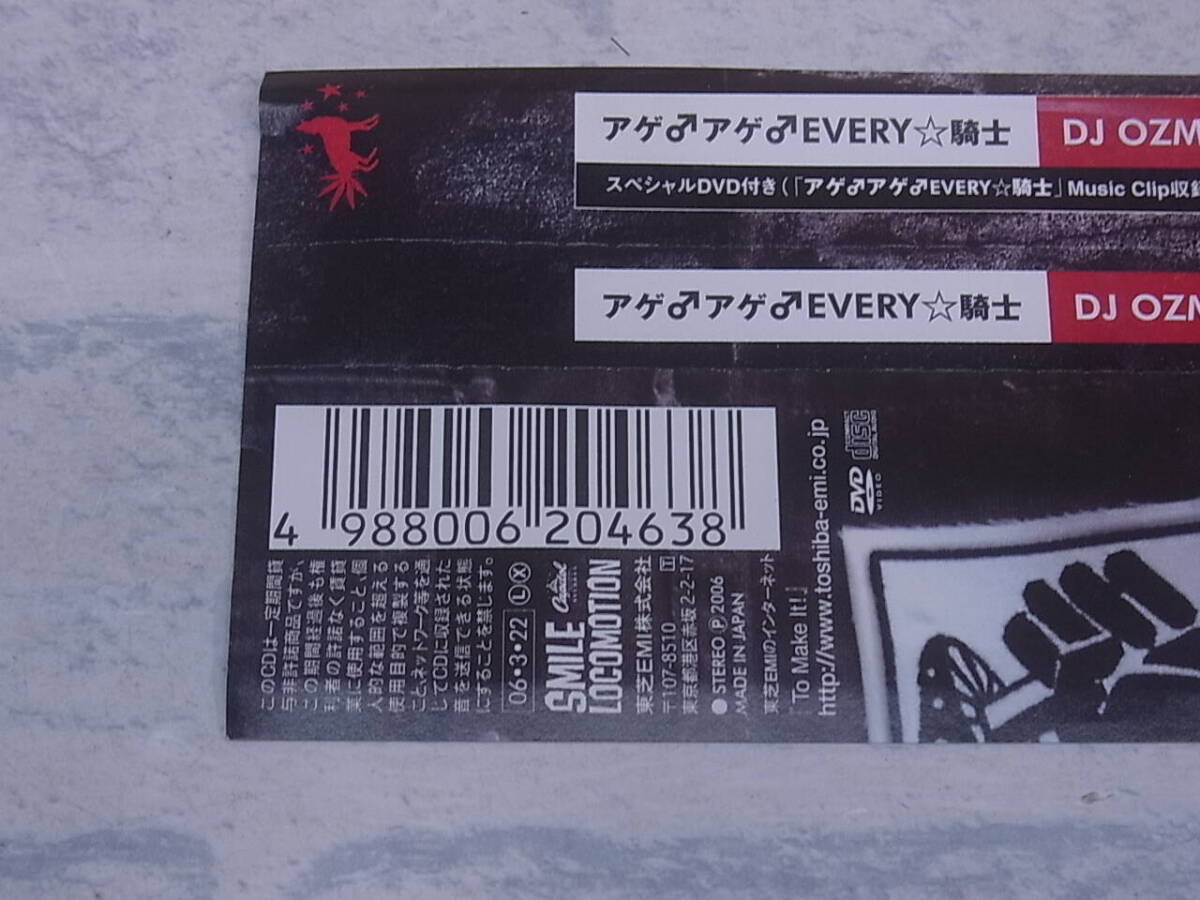 アゲ♂アゲ♂EVERY☆騎士 DJ OZM
スペシャルDVD付き(「アゲ♂アゲ♂EVERY☆騎士」Music Clip収録
アゲ♂アゲ♂EVERY☆騎士 DJ OZM
4 988006 204638
このCDは一定期間貸
与非許諾商品ですが、
この期間経過後も権
利者の許諾なく賃貸
業に使用すること、個
人的な範囲を超える
使用目的で複製する
こと、ネットワーク等を通
してCDに収録された
音を送信できる状態
にすることを禁じます。
06・3・22 L X
Capitol
SMILE
LOCOMOTION
東芝EMI株式会社
〒107-8510 T
東京都港区赤坂2-2-17
● STEREO Ⓟ2006
MADE IN JAPAN
東芝EMIのインターネット
「To Make It!」
http://www.toshiba-emi.co.jp
DVD
VIDEO
COMPACT
disc
DIGITAL AUDIO